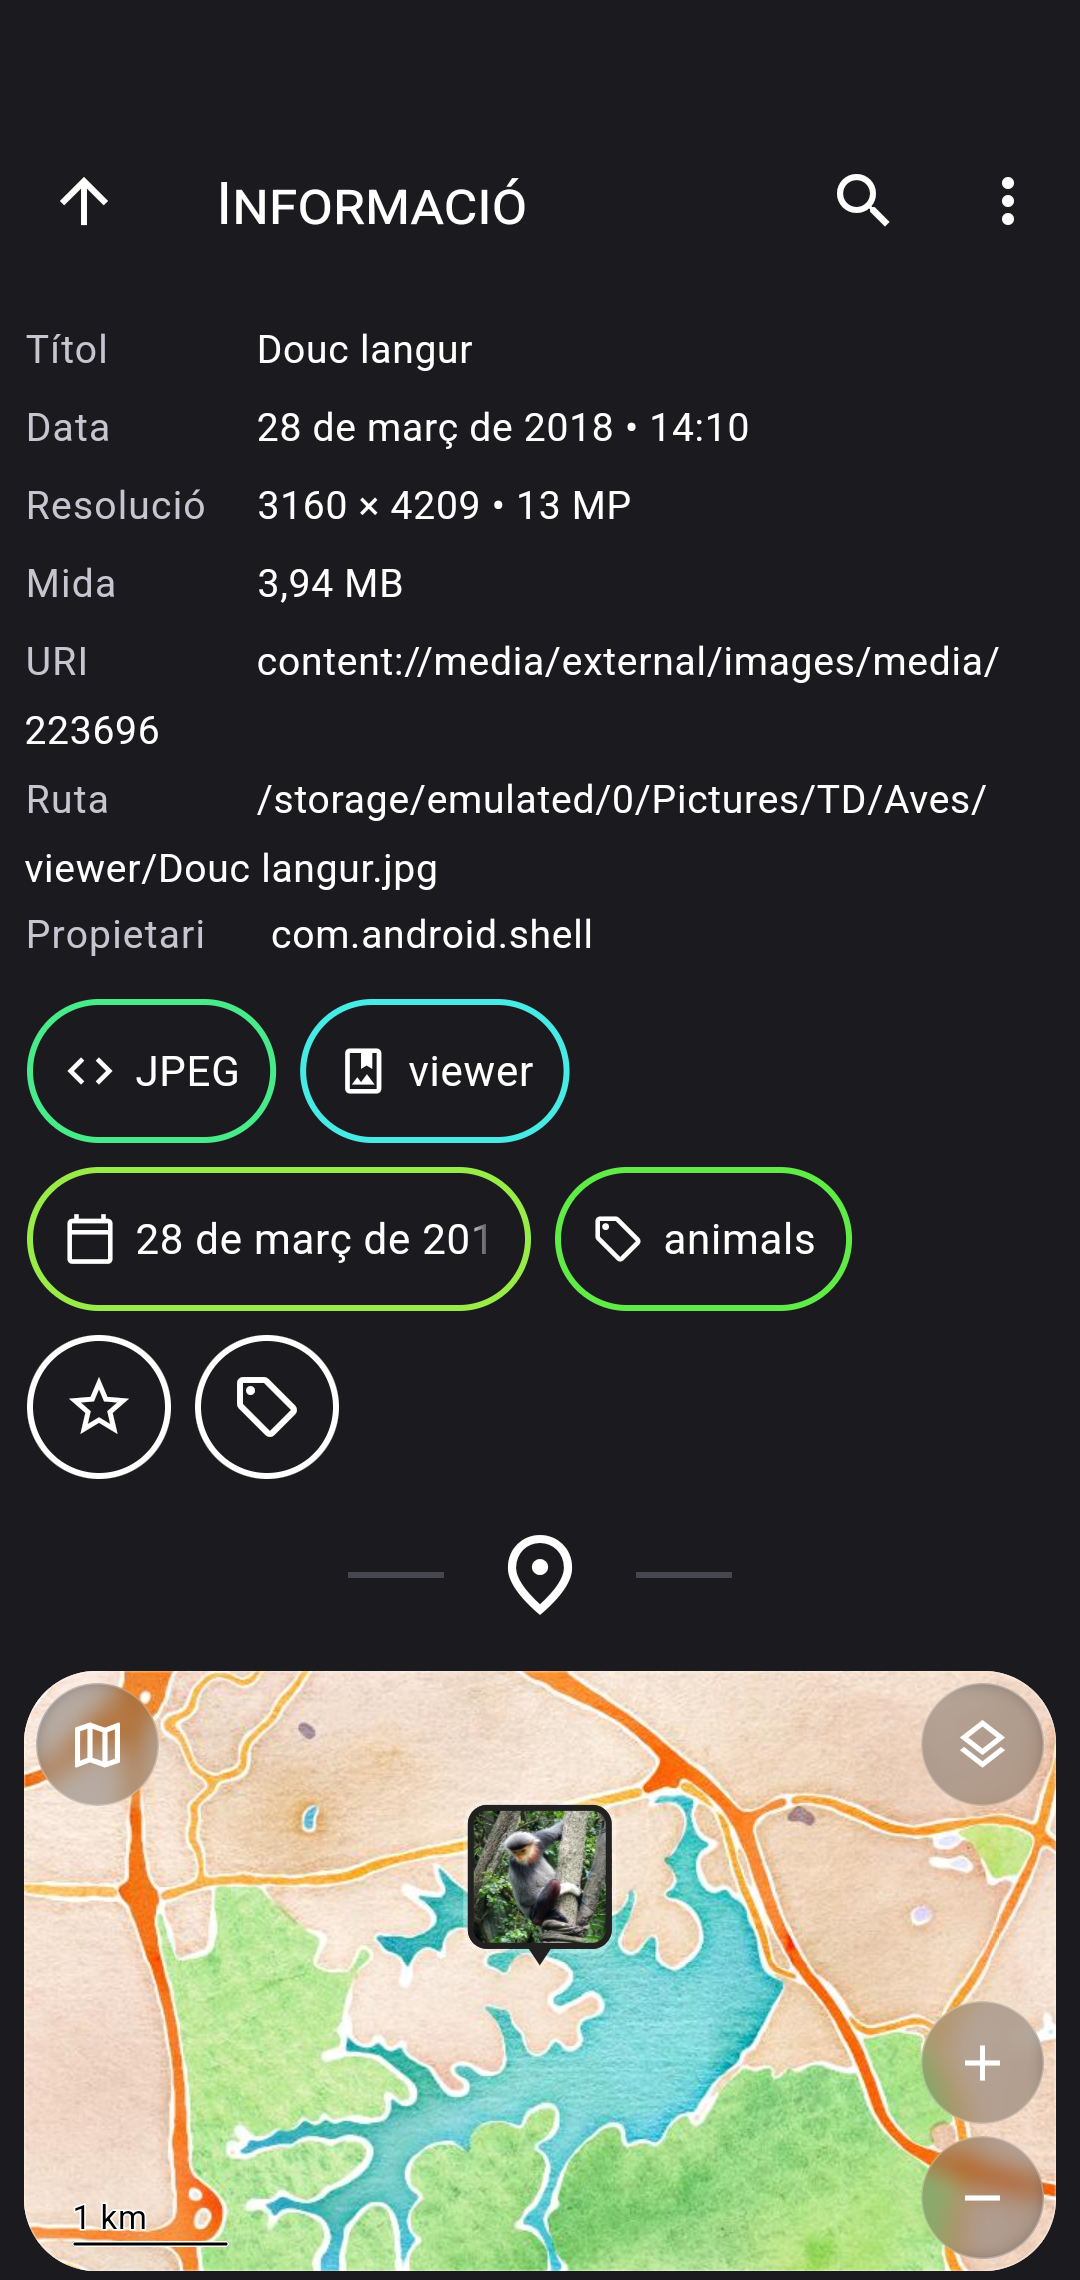 INFORMACIÓ
Títol Douc langur
Data 28 de març de 2018 • 14:10
Resolució 3160 × 4209 • 13 MP
Mida 3,94 MB
URI content://media/external/images/media/
223696
Ruta /storage/emulated/0/Pictures/TD/Aves/
viewer/Douc langur.jpg
Propietari com.android.shell
JPEG viewer
28 de març de 201 animals
1 km